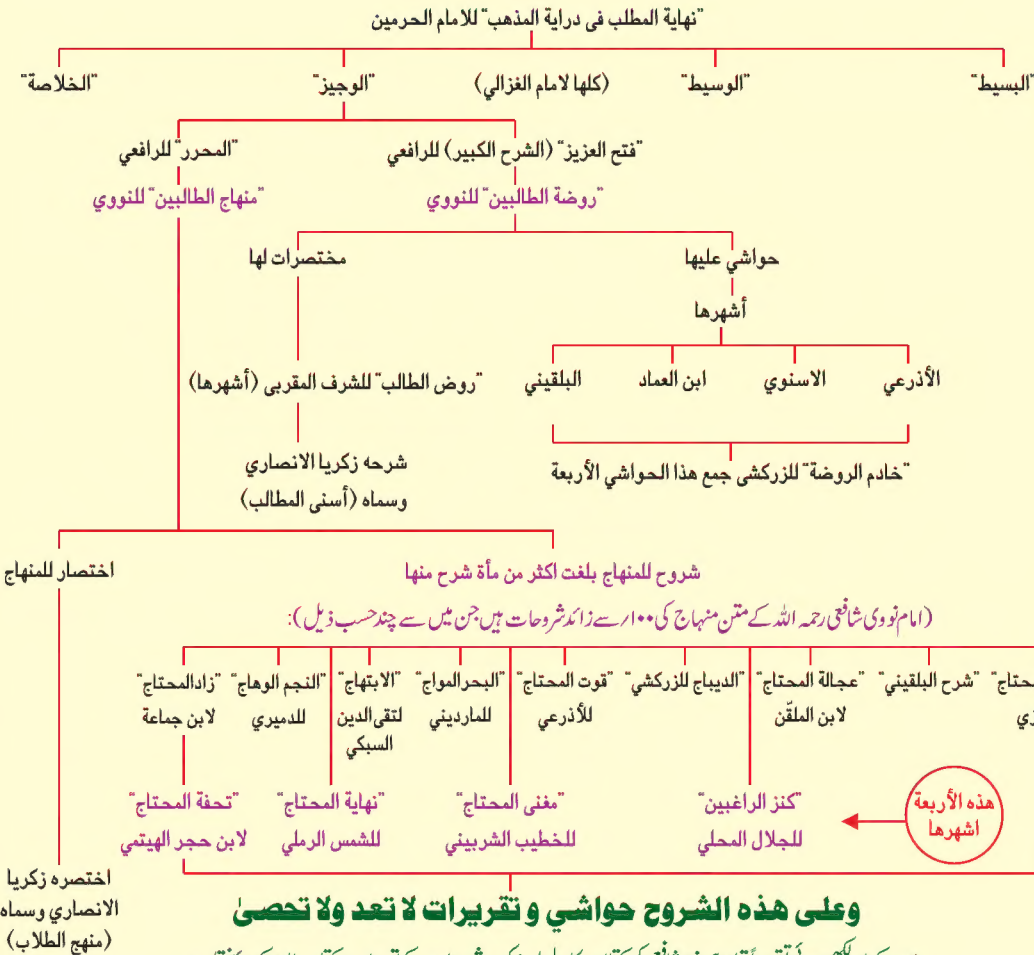 "نهاية المطلب فى دراية المذهب" للامام الحرمين
"البسيط" "الوسيط" (كلها لامام الغزالي) "الوجيز" "الخلاصة"
"فتح العزيز" (الشرح الكبير) للرافعي "المحرر" للرافعي
"روضة الطالبين" للنووي "منهاج الطالبين" للنووي
حواشي عليها مختصرات لها
أشهرها
الأذرعي الاسنوي ابن العماد البلقيني "روض الطالب" للشرف المقربى (أشهرها)
"خادم الروضة" للزركشى جمع هذا الحواشي الأربعة شرحه زكريا الانصاري
وسماه (أسنى المطالب)
شروح للمنهاج بلغت اكثر من مأة شرح منها اختصار للمنهاج
(امام نووی شافعی رحمہ اللہ کے متن منہاج کی ۱۰۰ ؍سے زائد شروحات ہیں جن میں سے چند حسب ذیل):
"شرح البلقيني" "عجالة المحتاج" "الديباج للزركشي" "قوت المحتاج" "البحر المواج" "الابتهاج" "النجم الوهاج" "زادالمحتاج"
لابن الملقّن للأذرعي للمارديني لتقى الدين للدميري لابن جماعة
السبكي
هذه الأربعة "كنز الراغبين" "مغنى المحتاج" "نهاية المحتاج" "تحفة المحتاج"
اشهرها للجلال المحلي للخطيب الشربيني للشمس الرملي لابن حجر الهيتمي
اختصره زكريا
وعلى هذه الشروح حواشي و تقريرات لا تعد ولا تحصىٰ الانصاري وسماه
(منهج الطلاب)